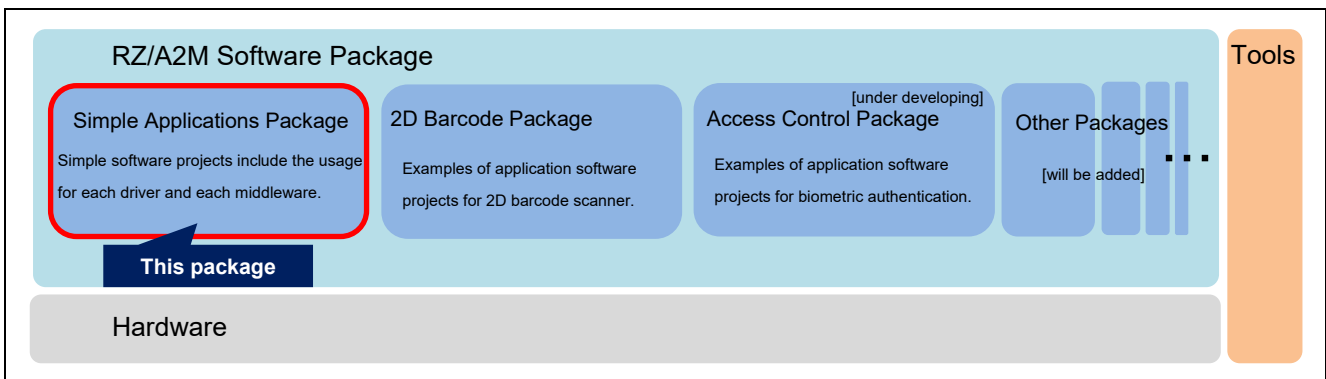 RZ/A2M Software Package
Tools
Simple Applications Package
Simple software projects include the usage
for each driver and each middleware.
This package
2D Barcode Package
Examples of application software
projects for 2D barcode scanner.
[under developing]
Access Control Package
Examples of application software
projects for biometric authentication.
Other Packages
[will be added]
...
Hardware